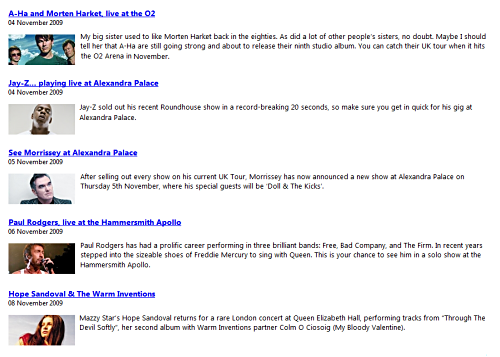 A-Ha and Morten Harket, live at the O2
04 November 2009
My big sister used to like Morten Harket back in the eighties. As did a lot of other people's sisters, no doubt. Maybe I should
tell her that A-Ha are still going strong and about to release their ninth studio album. You can catch their UK tour when it hits
the O2 Arena in November.
Jay-Z... playing live at Alexandra Palace
04 November 2009
Jay-Z sold out his recent Roundhouse show in a record-breaking 20 seconds, so make sure you get in quick for his gig at
Alexandra Palace.
See Morrissey at Alexandra Palace
05 November 2009
After selling out every show on his current UK Tour, Morrissey has now announced a new show at Alexandra Palace on
Thursday 5th November, where his special guests will be 'Doll & The Kicks'.
Paul Rodgers, live at the Hammersmith Apollo
06 November 2009
Paul Rodgers has had a prolific career performing in three brilliant bands: Free, Bad Company, and The Firm. In recent years
stepped into the sizeable shoes of Freddie Mercury to sing with Queen. This is your chance to see him in a solo show at the
Hammersmith Apollo.
Hope Sandoval & The Warm Inventions
08 November 2009
Mazzy Star's Hope Sandoval returns for a rare London concert at Queen Elizabeth Hall, performing tracks from "Through The
Devil Softly", her second album with Warm Inventions partner Colm O Ciosoig (My Bloody Valentine).